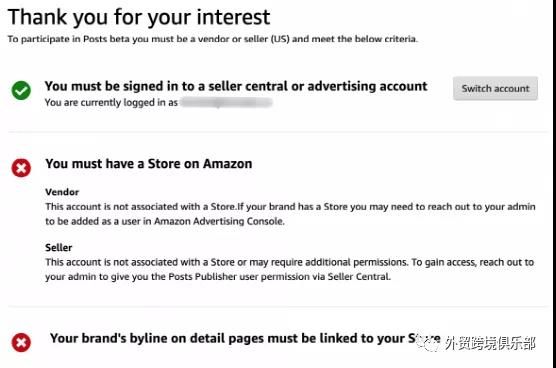 Thank you for your interest
To participate in Posts beta you must be a vendor or seller (US) and meet the below criteria.
You must be signed in to a seller central or advertising account
Switch account
You are currently logged in as
You must have a Store on Amazon
Vendor
This account is not associated with a Store.If your brand has a Store you may need to reach out to your admin
to be added as a user in Amazon Advertising Console.
Seller
This account is not associated with a Store or may require additional permissions. To gain access, reach out to
your admin to give you the Posts Publisher user permission via Seller Central.
Your brand's byline on detail pages must be linked to your Store
外贸跨境俱乐部